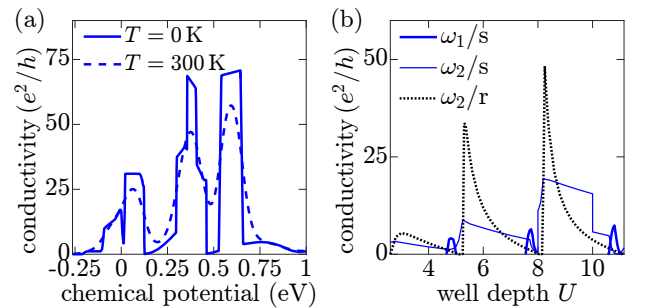 (a)
T = 0 K
T = 300 K
conductivity (e²/h)
75
50
25
0
-0.25 0 0.25 0.5 0.75 1
chemical potential (eV)
(b)
ω₁/s
ω₂/s
ω₂/r
conductivity (e²/h)
50
25
0
4 6 8 10
well depth U